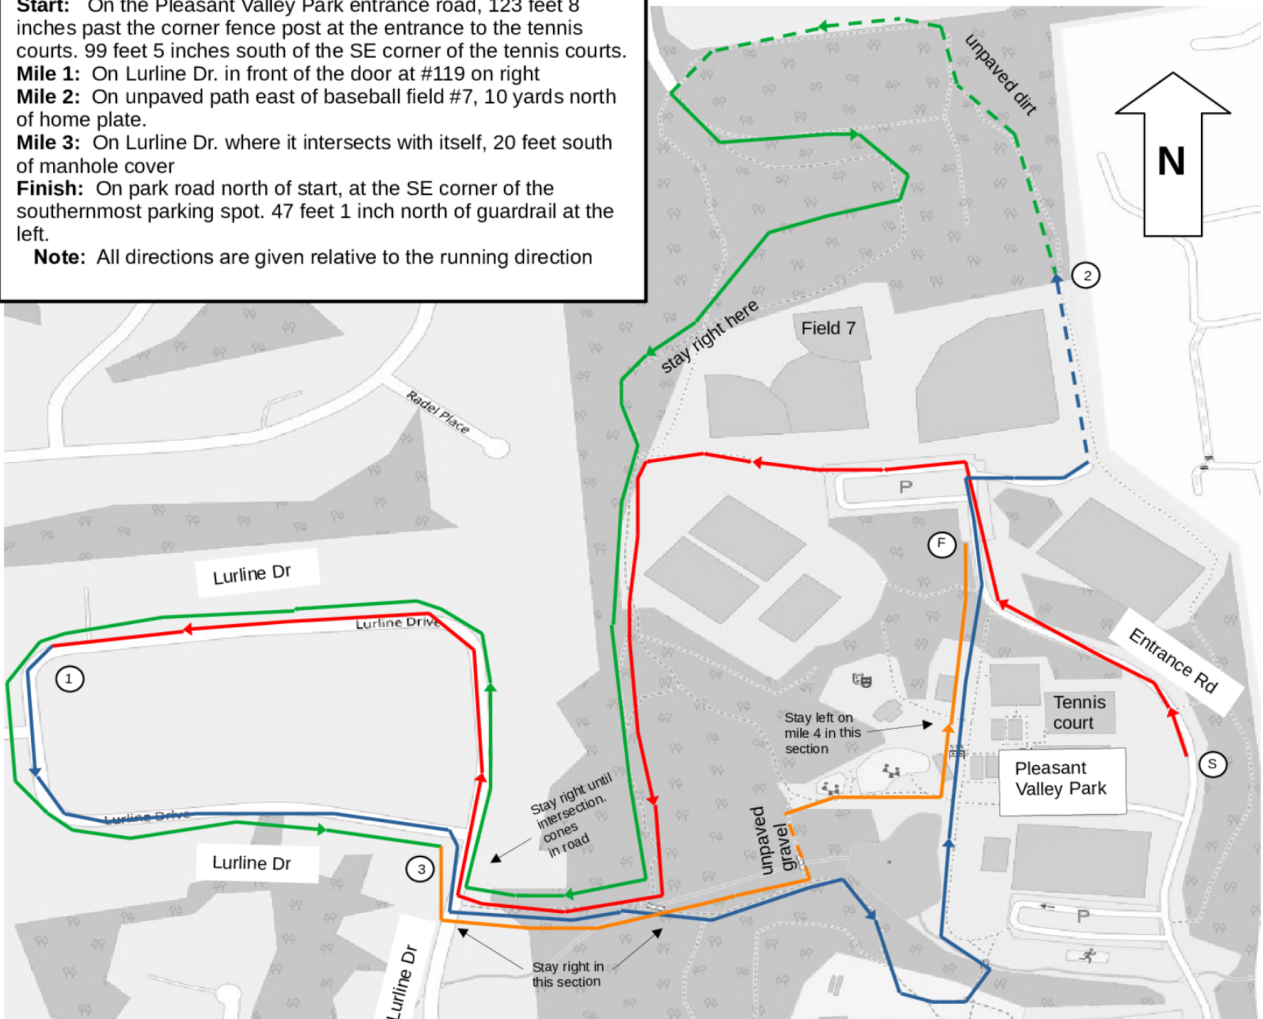 Start: On the Pleasant Valley Park entrance road, 123 feet 8
inches past the corner fence post at the entrance to the tennis
courts. 99 feet 5 inches south of the SE corner of the tennis courts.
Mile 1: On Lurline Dr. in front of the door at #119 on right
Mile 2: On unpaved path east of baseball field #7, 10 yards north
of home plate.
Mile 3: On Lurline Dr. where it intersects with itself, 20 feet south
of manhole cover
Finish: On park road north of start, at the SE corner of the
southernmost parking spot. 47 feet 1 inch north of guardrail at the
left.
Note: All directions are given relative to the running direction
unpaved dirt
N
2
stay right here
Field 7
Radel Place
P
F
Lurline Dr
Lurline Drive
1
Entrance Rd
Tennis
court
Stay left on
mile 4 in this
section
S
Pleasant
Valley Park
Stay right until
intersection.
cones
in road
unpaved
gravel
Lurline Drive
Lurline Dr
3
P
Stay right in
this section
Lurline Dr